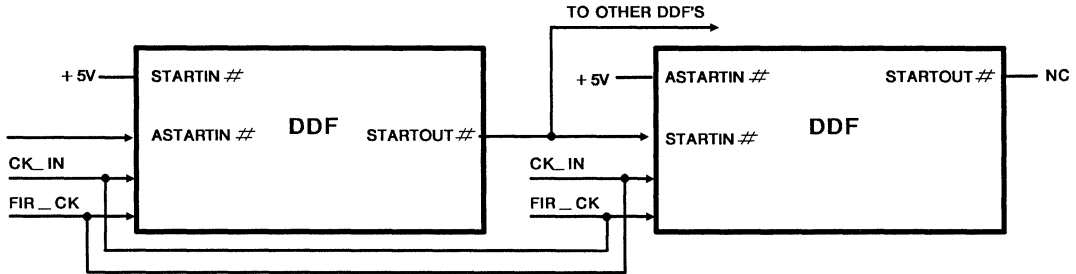 TO OTHER DDF'S
+5V STARTIN#
DDF
ASTARTIN# STARTOUT#
CK_IN
FIR_CK
+5V ASTARTIN# STARTOUT# NC
DDF
STARTIN#
CK_IN
FIR_CK